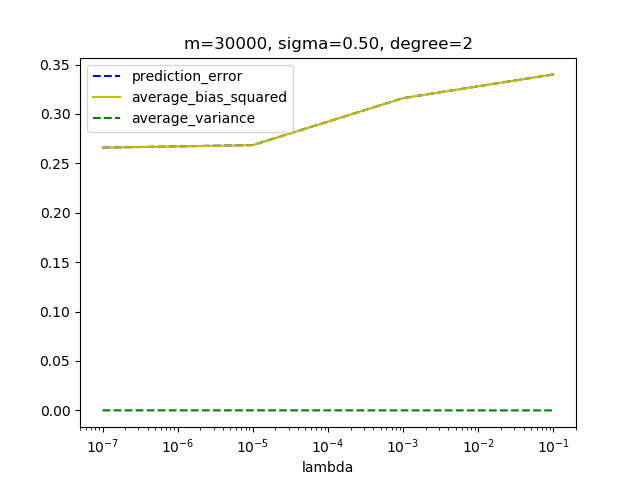 m=30000, sigma=0.50, degree=2
prediction_error
average_bias_squared
average_variance
0.35
0.30
0.25
0.20
0.15
0.10
0.05
0.00
10⁻⁷ 10⁻⁶ 10⁻⁵ 10⁻⁴ 10⁻³ 10⁻² 10⁻¹
lambda